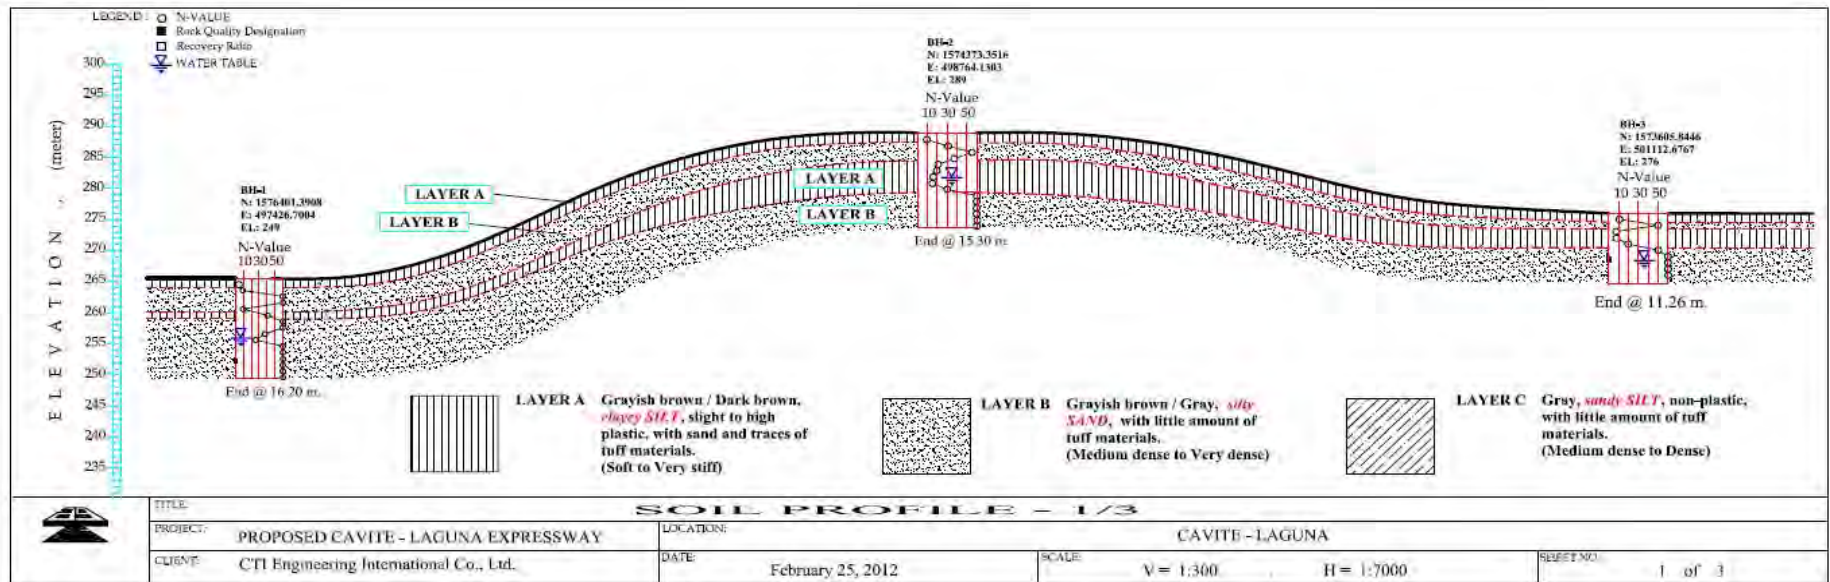 LEGEND: N-VALUE
Rock Quality Designation
Recovery Ratio
WATER TABLE
ELEVATION, (meter)
300
295
290
285
280
275
270
265
260
255
250
245
240
235
BH-1
N: 1576401.3908
E: 497426.7004
EL: 249
N-Value
10 30 50
End @ 16.20 m.
LAYER A
LAYER B
BH-2
N: 1574373.3516
E: 498764.1303
EL: 289
N-Value
10 30 50
LAYER A
LAYER B
End @ 15.30 m.
BH-3
N: 1573605.8446
E: 501112.6767
EL: 276
N-Value
10 30 50
End @ 11.26 m.
LAYER A Grayish brown / Dark brown,
clayey SILT, slight to high
plastic, with sand and traces of
tuff materials.
(Soft to Very stiff)
LAYER B Grayish brown / Gray, silty
SAND, with little amount of
tuff materials.
(Medium dense to Very dense)
LAYER C Gray, sandy SILT, non-plastic,
with little amount of tuff
materials.
(Medium dense to Dense)
TITLE: SOIL PROFILE - 1/3
PROJECT: PROPOSED CAVITE - LAGUNA EXPRESSWAY
LOCATION: CAVITE - LAGUNA
CLIENT: CTI Engineering International Co., Ltd.
DATE: February 25, 2012
SCALE: V = 1:300 H = 1:7000
SHEET NO. 1 of 3